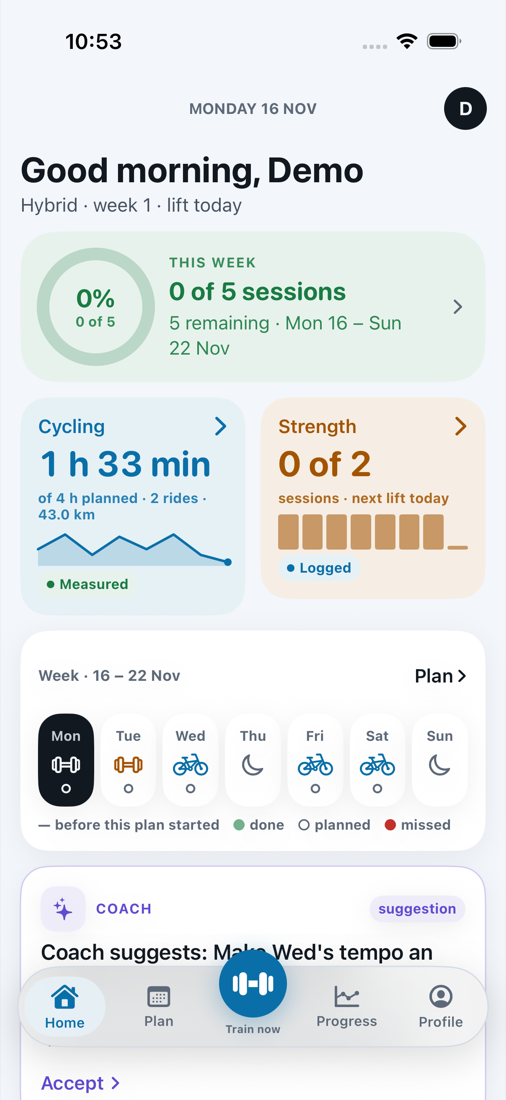 10:53
MONDAY 16 NOV
D
Good morning, Demo
Hybrid · week 1 · lift today
THIS WEEK
0%
0 of 5
0 of 5 sessions
5 remaining · Mon 16 – Sun
22 Nov
Cycling
1 h 33 min
of 4 h planned · 2 rides ·
43.0 km
Measured
Strength
0 of 2
sessions · next lift today
Logged
Week · 16 – 22 Nov
Plan
Mon
Tue
Wed
Thu
Fri
Sat
Sun
— before this plan started
done
planned
missed
COACH
suggestion
Coach suggests: Make Wed's tempo an
Home
Plan
Train now
Progress
Profile
Accept